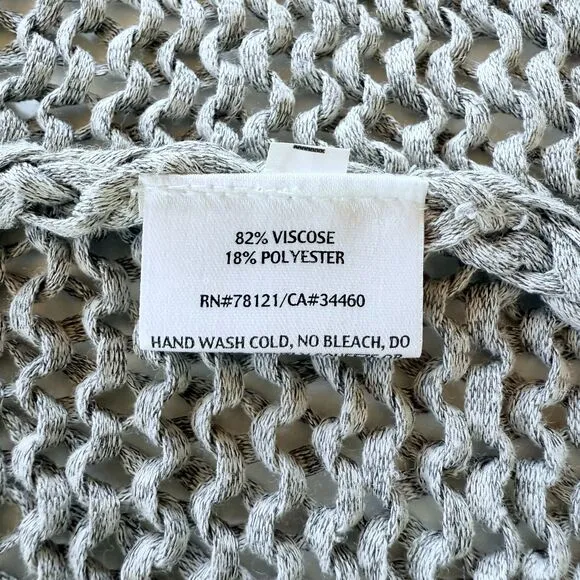 82% VISCOSE
18% POLYESTER
RN#78121/CA#34460
HAND WASH COLD, NO BLEACH, DO